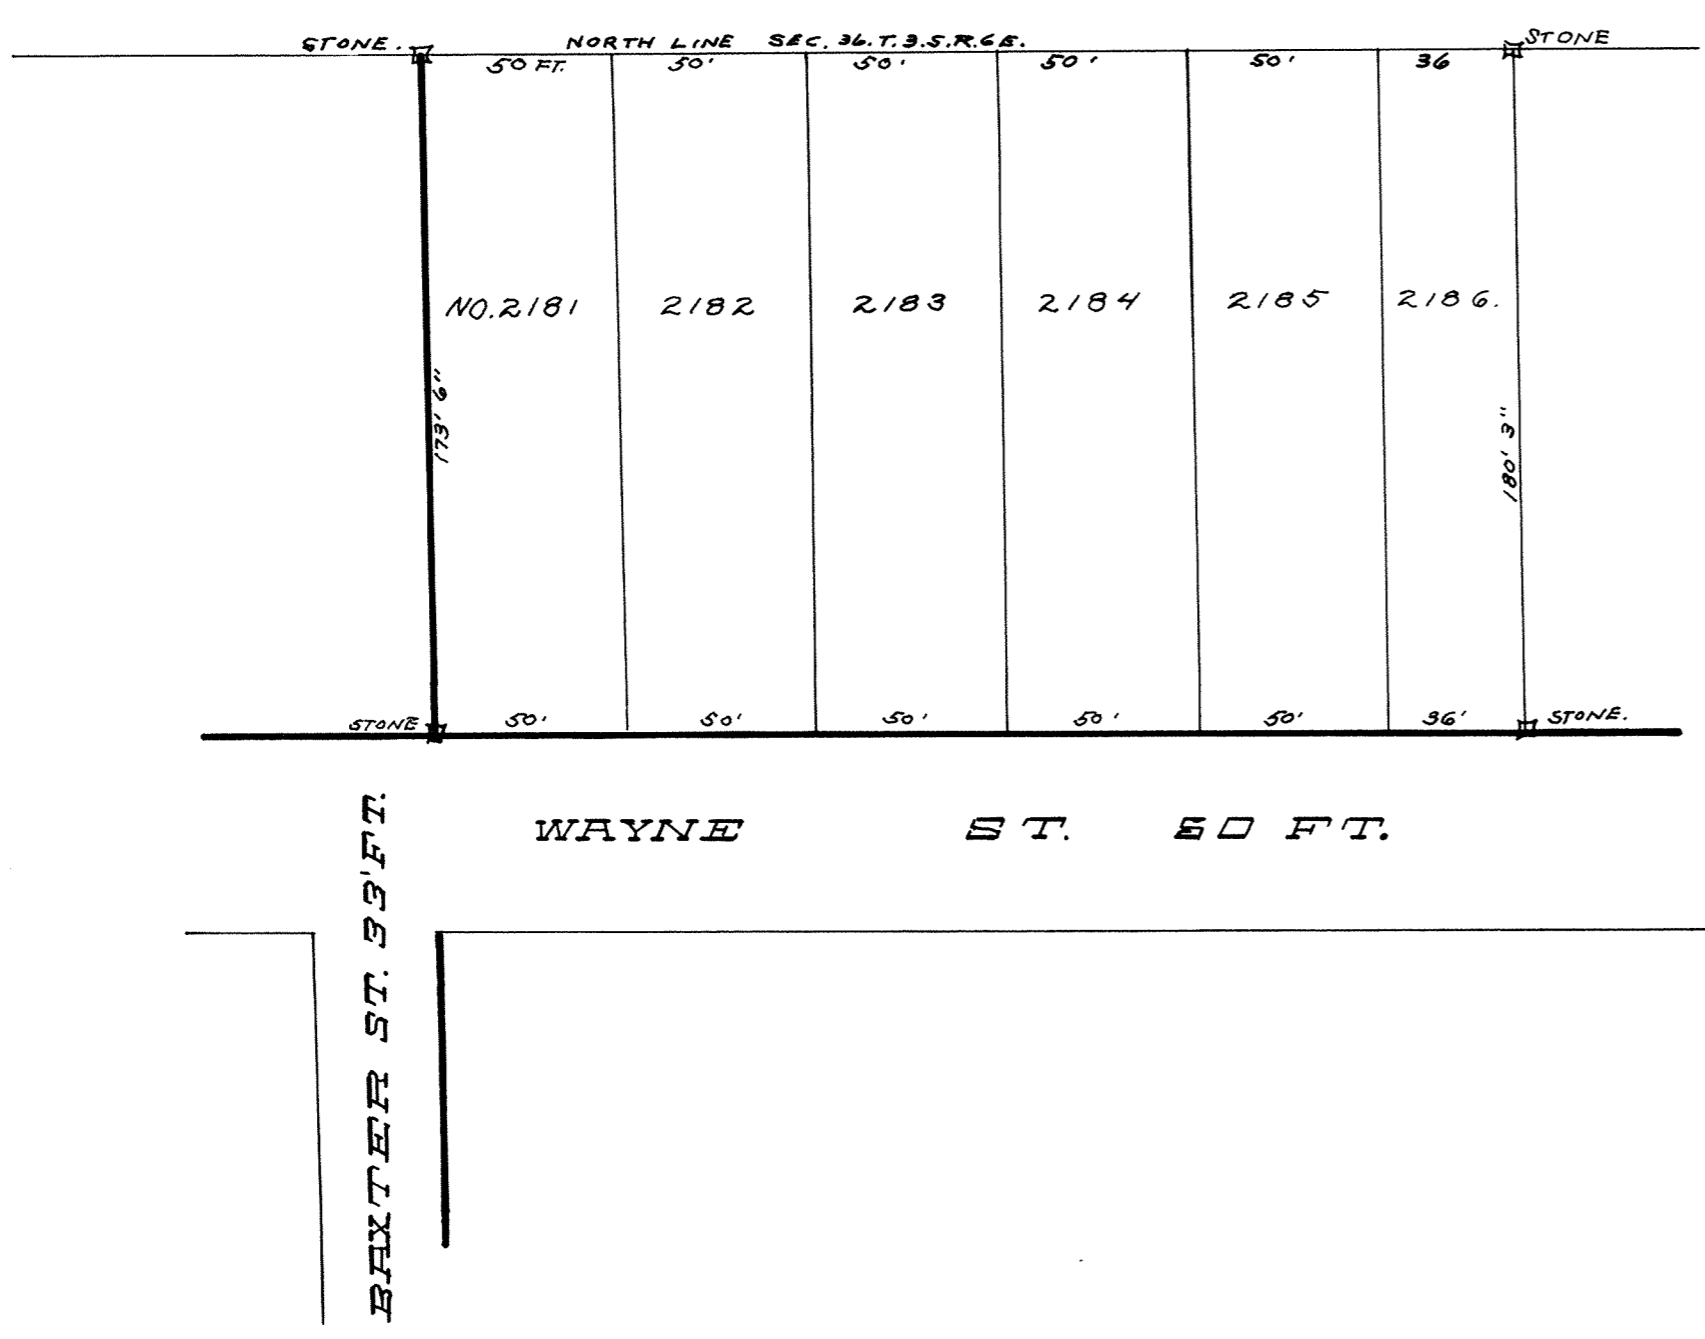 STONE. NORTH LINE SEC. 36. T. 3. S. R. 6 E. STONE
50 FT. 50' 50' 50' 50' 36
NO. 2181 2182 2183 2184 2185 2186.
173' 6"
180' 3"
STONE 50' 50' 50' 50' 50' 36' STONE.
WAYNE ST. FT.
BAXTER ST. 33' FT.